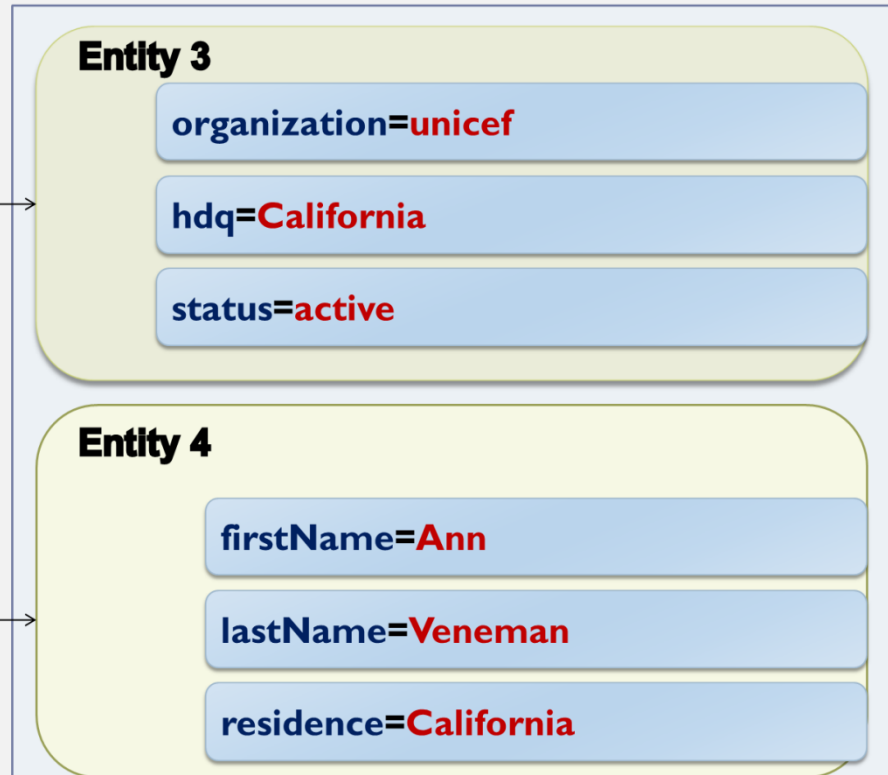 Entity 3
organization=unicef
hdq=California
status=active
Entity 4
firstName=Ann
lastName=Veneman
residence=California